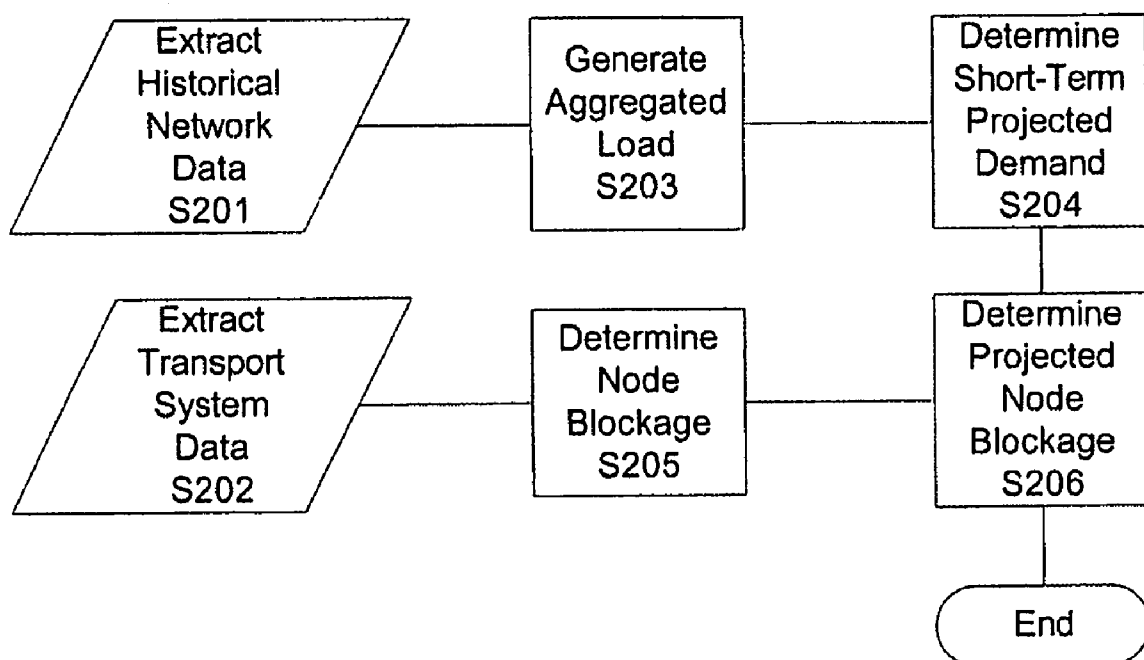 Extract
Historical
Network
Data
S201
Generate
Aggregated
Load
S203
Determine
Short-Term
Projected
Demand
S204
Extract
Transport
System
Data
S202
Determine
Node
Blockage
S205
Determine
Projected
Node
Blockage
S206
End